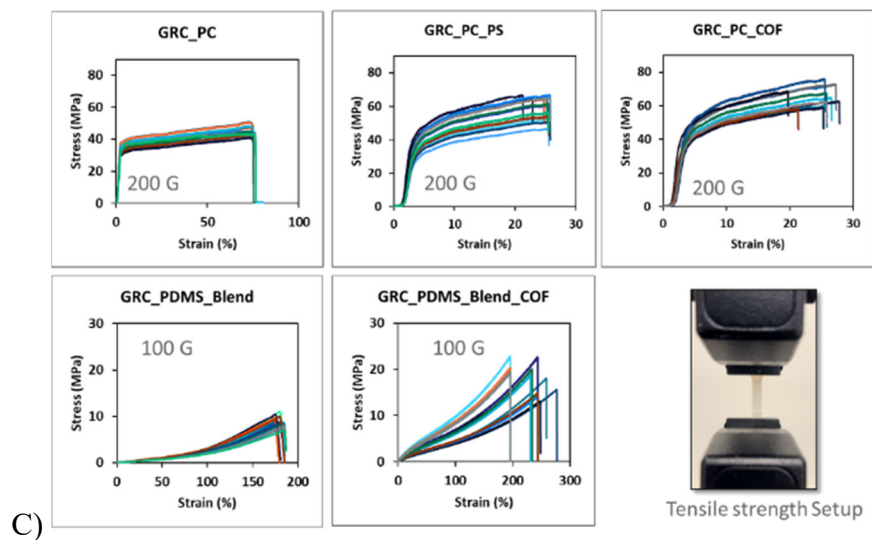 GRC_PC
GRC_PC_PS
GRC_PC_COF
Stress (MPa)
80
60
40
20
0
200 G
0
50
100
Strain (%)
Stress (MPa)
80
60
40
20
0
200 G
0
10
20
30
Strain (%)
Stress (MPa)
80
60
40
20
0
200 G
0
10
20
30
Strain (%)
GRC_PDMS_Blend
GRC_PDMS_Blend_COF
Stress (MPa)
30
20
10
0
100 G
0
50
100
150
200
Strain (%)
Stress (MPa)
30
20
10
0
100 G
0
100
200
300
Strain (%)
Tensile strength Setup
C)